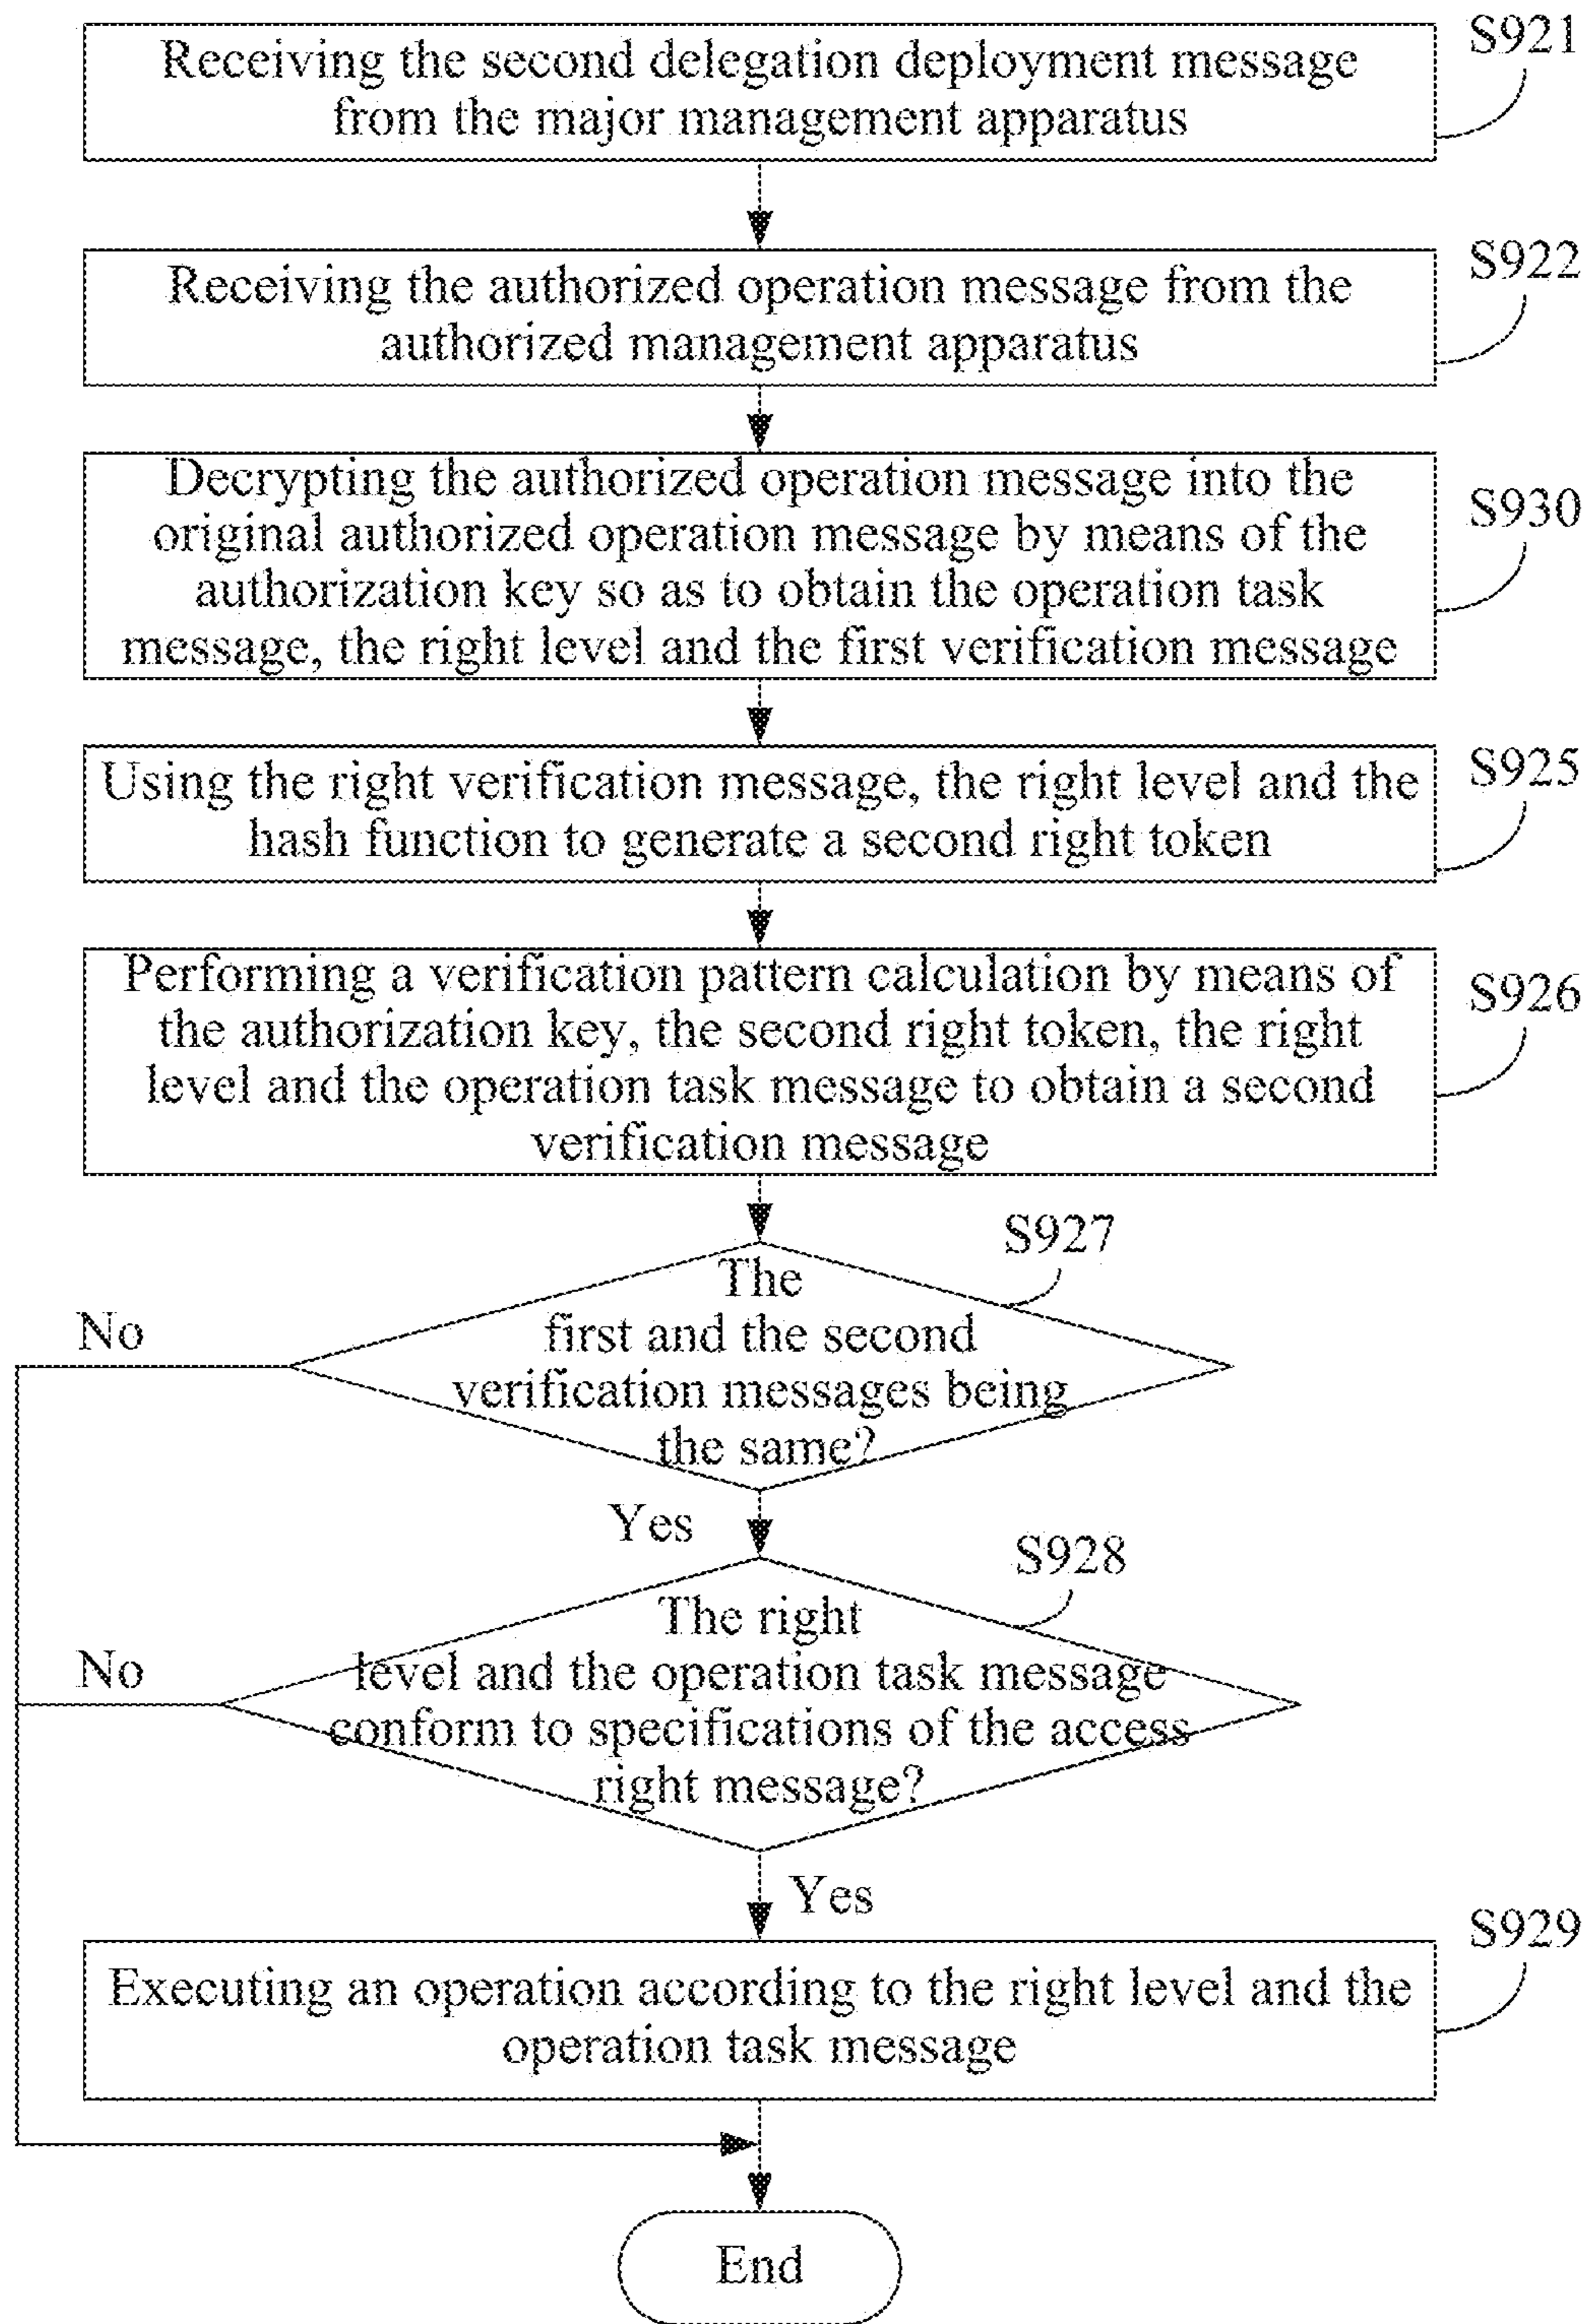 Receiving the second delegation deployment message
from the major management apparatus
S921
Receiving the authorized operation message from the
authorized management apparatus
S922
Decrypting the authorized operation message into the
original authorized operation message by means of the
authorization key so as to obtain the operation task
message, the right level and the first verification message
S930
Using the right verification message, the right level and the
hash function to generate a second right token
S925
Performing a verification pattern calculation by means of
the authorization key, the second right token, the right
level and the operation task message to obtain a second
verification message
S926
S927
The
first and the second
verification messages being
the same?
No
Yes
S928
The right
level and the operation task message
conform to specifications of the access
right message?
No
Yes
S929
Executing an operation according to the right level and the
operation task message
End